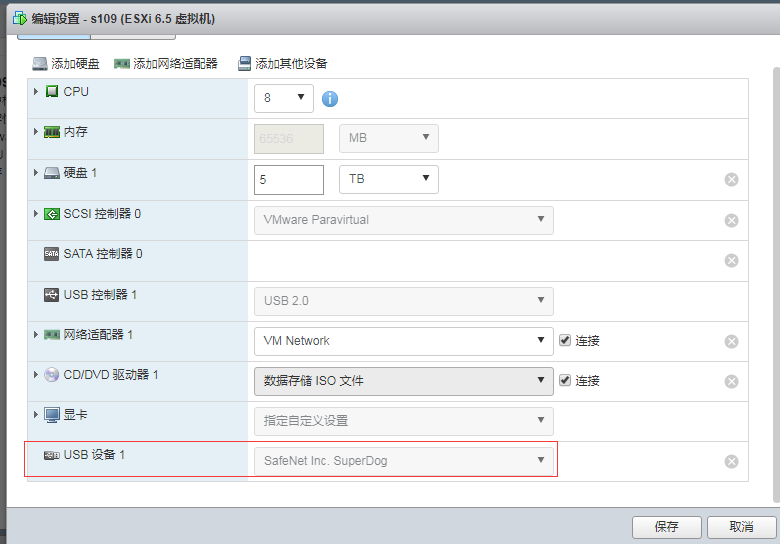 编辑设置 - s109 (ESXi 6.5 虚拟机)
添加硬盘 添加网络适配器 添加其他设备
CPU 8
内存 65536 MB
硬盘 1 5 TB
SCSI 控制器 0 VMware Paravirtual
SATA 控制器 0
USB 控制器 1 USB 2.0
网络适配器 1 VM Network 连接
CD/DVD 驱动器 1 数据存储 ISO 文件 连接
显卡 指定自定义设置
USB 设备 1 SafeNet Inc. SuperDog
保存 取消